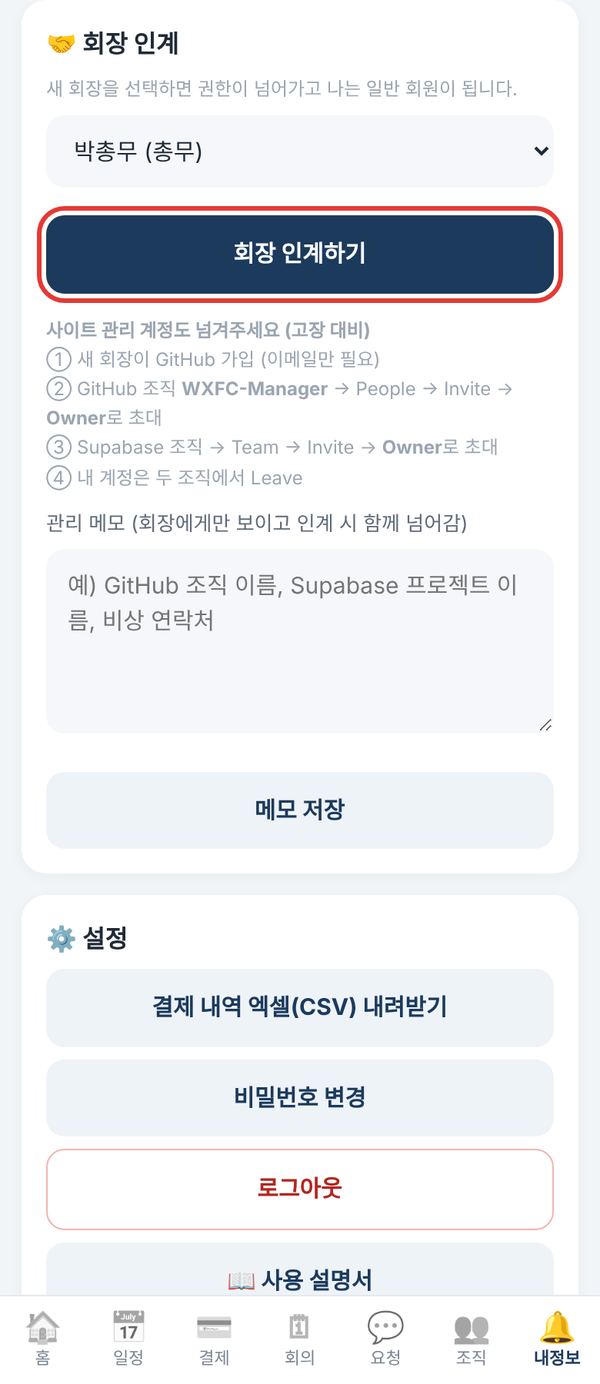 🤝 회장 인계
새 회장을 선택하면 권한이 넘어가고 나는 일반 회원이 됩니다.
박총무 (총무)
회장 인계하기
사이트 관리 계정도 넘겨주세요 (고장 대비)
① 새 회장이 GitHub 가입 (이메일만 필요)
② GitHub 조직 WXFC-Manager → People → Invite →
Owner로 초대
③ Supabase 조직 → Team → Invite → Owner로 초대
④ 내 계정은 두 조직에서 Leave
관리 메모 (회장에게만 보이고 인계 시 함께 넘어감)
예) GitHub 조직 이름, Supabase 프로젝트 이
름, 비상 연락처
메모 저장
⚙️ 설정
결제 내역 엑셀(CSV) 내려받기
비밀번호 변경
로그아웃
📖 사용 설명서
July
17
홈 일정 결제 회의 요청 조직 내정보